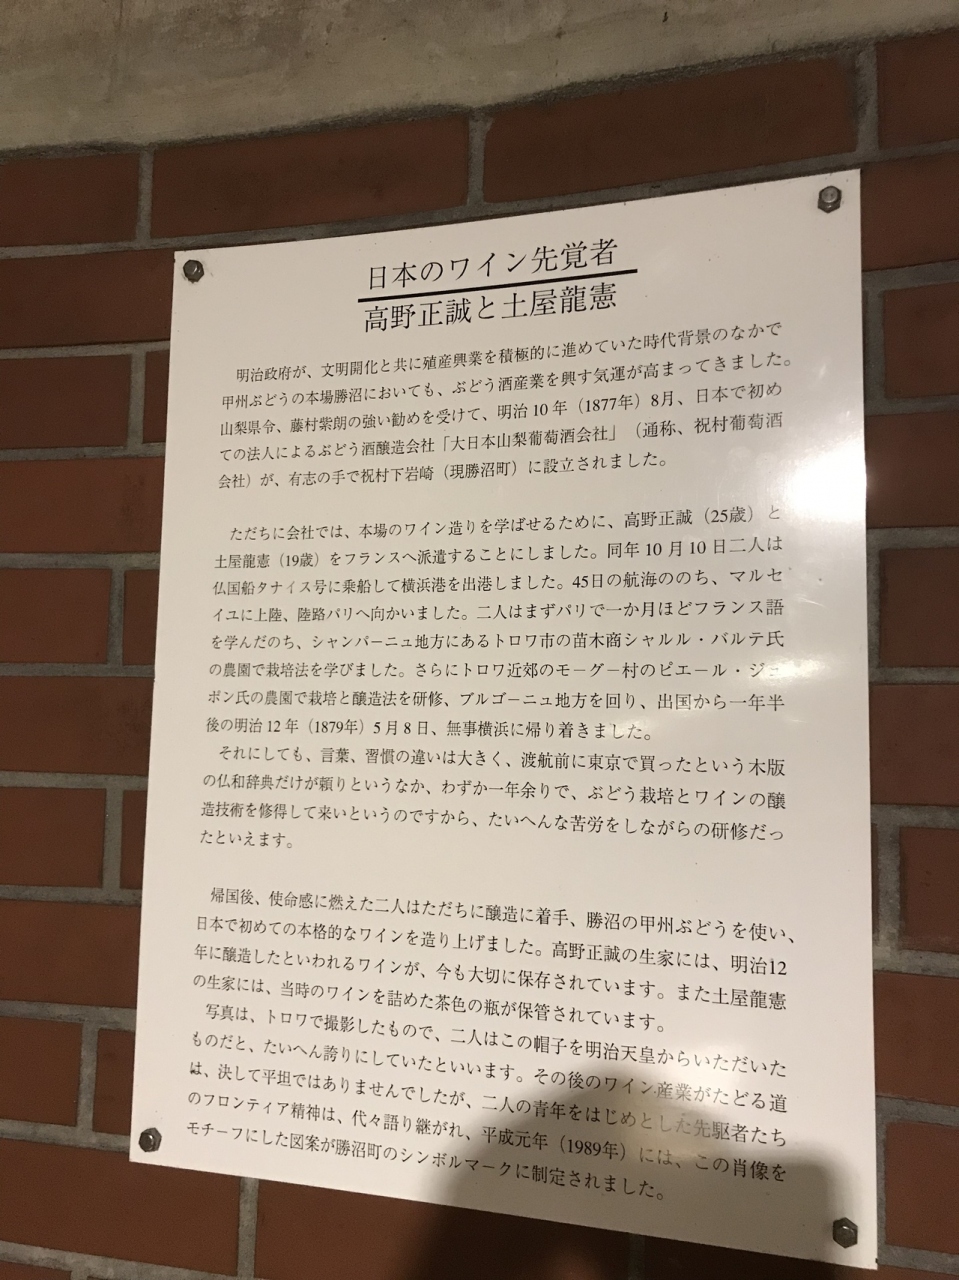 日本のワイン先覚者
高野正誠と土屋龍憲
明治政府が、文明開化と共に殖産興業を積極的に進めていた時代背景のなかで
甲州ぶどうの本場勝沼においても、ぶどう酒産業を興す気運が高まってきました。
山梨県令、藤村紫朗の強い勧めを受けて、明治10年（1877年）8月、日本で初め
ての法人によるぶどう酒醸造会社「大日本山梨葡萄酒会社」（通称、祝村葡萄酒
会社）が、有志の手で祝村下岩崎（現勝沼町）に設立されました。
ただちに会社では、本場のワイン造りを学ばせるために、高野正誠（25歳）と
土屋龍憲（19歳）をフランスへ派遣することにしました。同年10月10日二人は
仏国船タナイス号に乗船して横浜港を出港しました。45日の航海ののち、マルセ
イユに上陸、陸路パリへ向かいました。二人はまずパリで一か月ほどフランス語
を学んだのち、シャンパーニュ地方にあるトロワ市の苗木商シャルル・バルテ氏
の農園で栽培法を学びました。さらにトロワ近郊のモーグー村のピエール・ジュ
ポン氏の農園で栽培と醸造法を研修、ブルゴーニュ地方を回り、出国から一年半
後の明治12年（1879年）5月8日、無事横浜に帰り着きました。
それにしても、言葉、習慣の違いは大きく、渡航前に東京で買ったという木版
の仏和辞典だけが頼りというなか、わずか一年余りで、ぶどう栽培とワインの醸
造技術を修得して来いというのですから、たいへんな苦労をしながらの研修だっ
たといえます。
帰国後、使命感に燃えた二人はただちに醸造に着手、勝沼の甲州ぶどうを使い、
日本で初めての本格的なワインを造り上げました。高野正誠の生家には、明治12
年に醸造したといわれるワインが、今も大切に保存されています。また土屋龍憲
の生家には、当時のワインを詰めた茶色の瓶が保管されています。
写真は、トロワで撮影したもので、二人はこの帽子を明治天皇からいただいた
ものだと、たいへん誇りにしていたといいます。その後のワイン産業がたどる道
は、決して平坦ではありませんでしたが、二人の青年をはじめとした先駆者たち
のフロンティア精神は、代々語り継がれ、平成元年（1989年）には、この肖像を
モチーフにした図案が勝沼町のシンボルマークに制定されました。